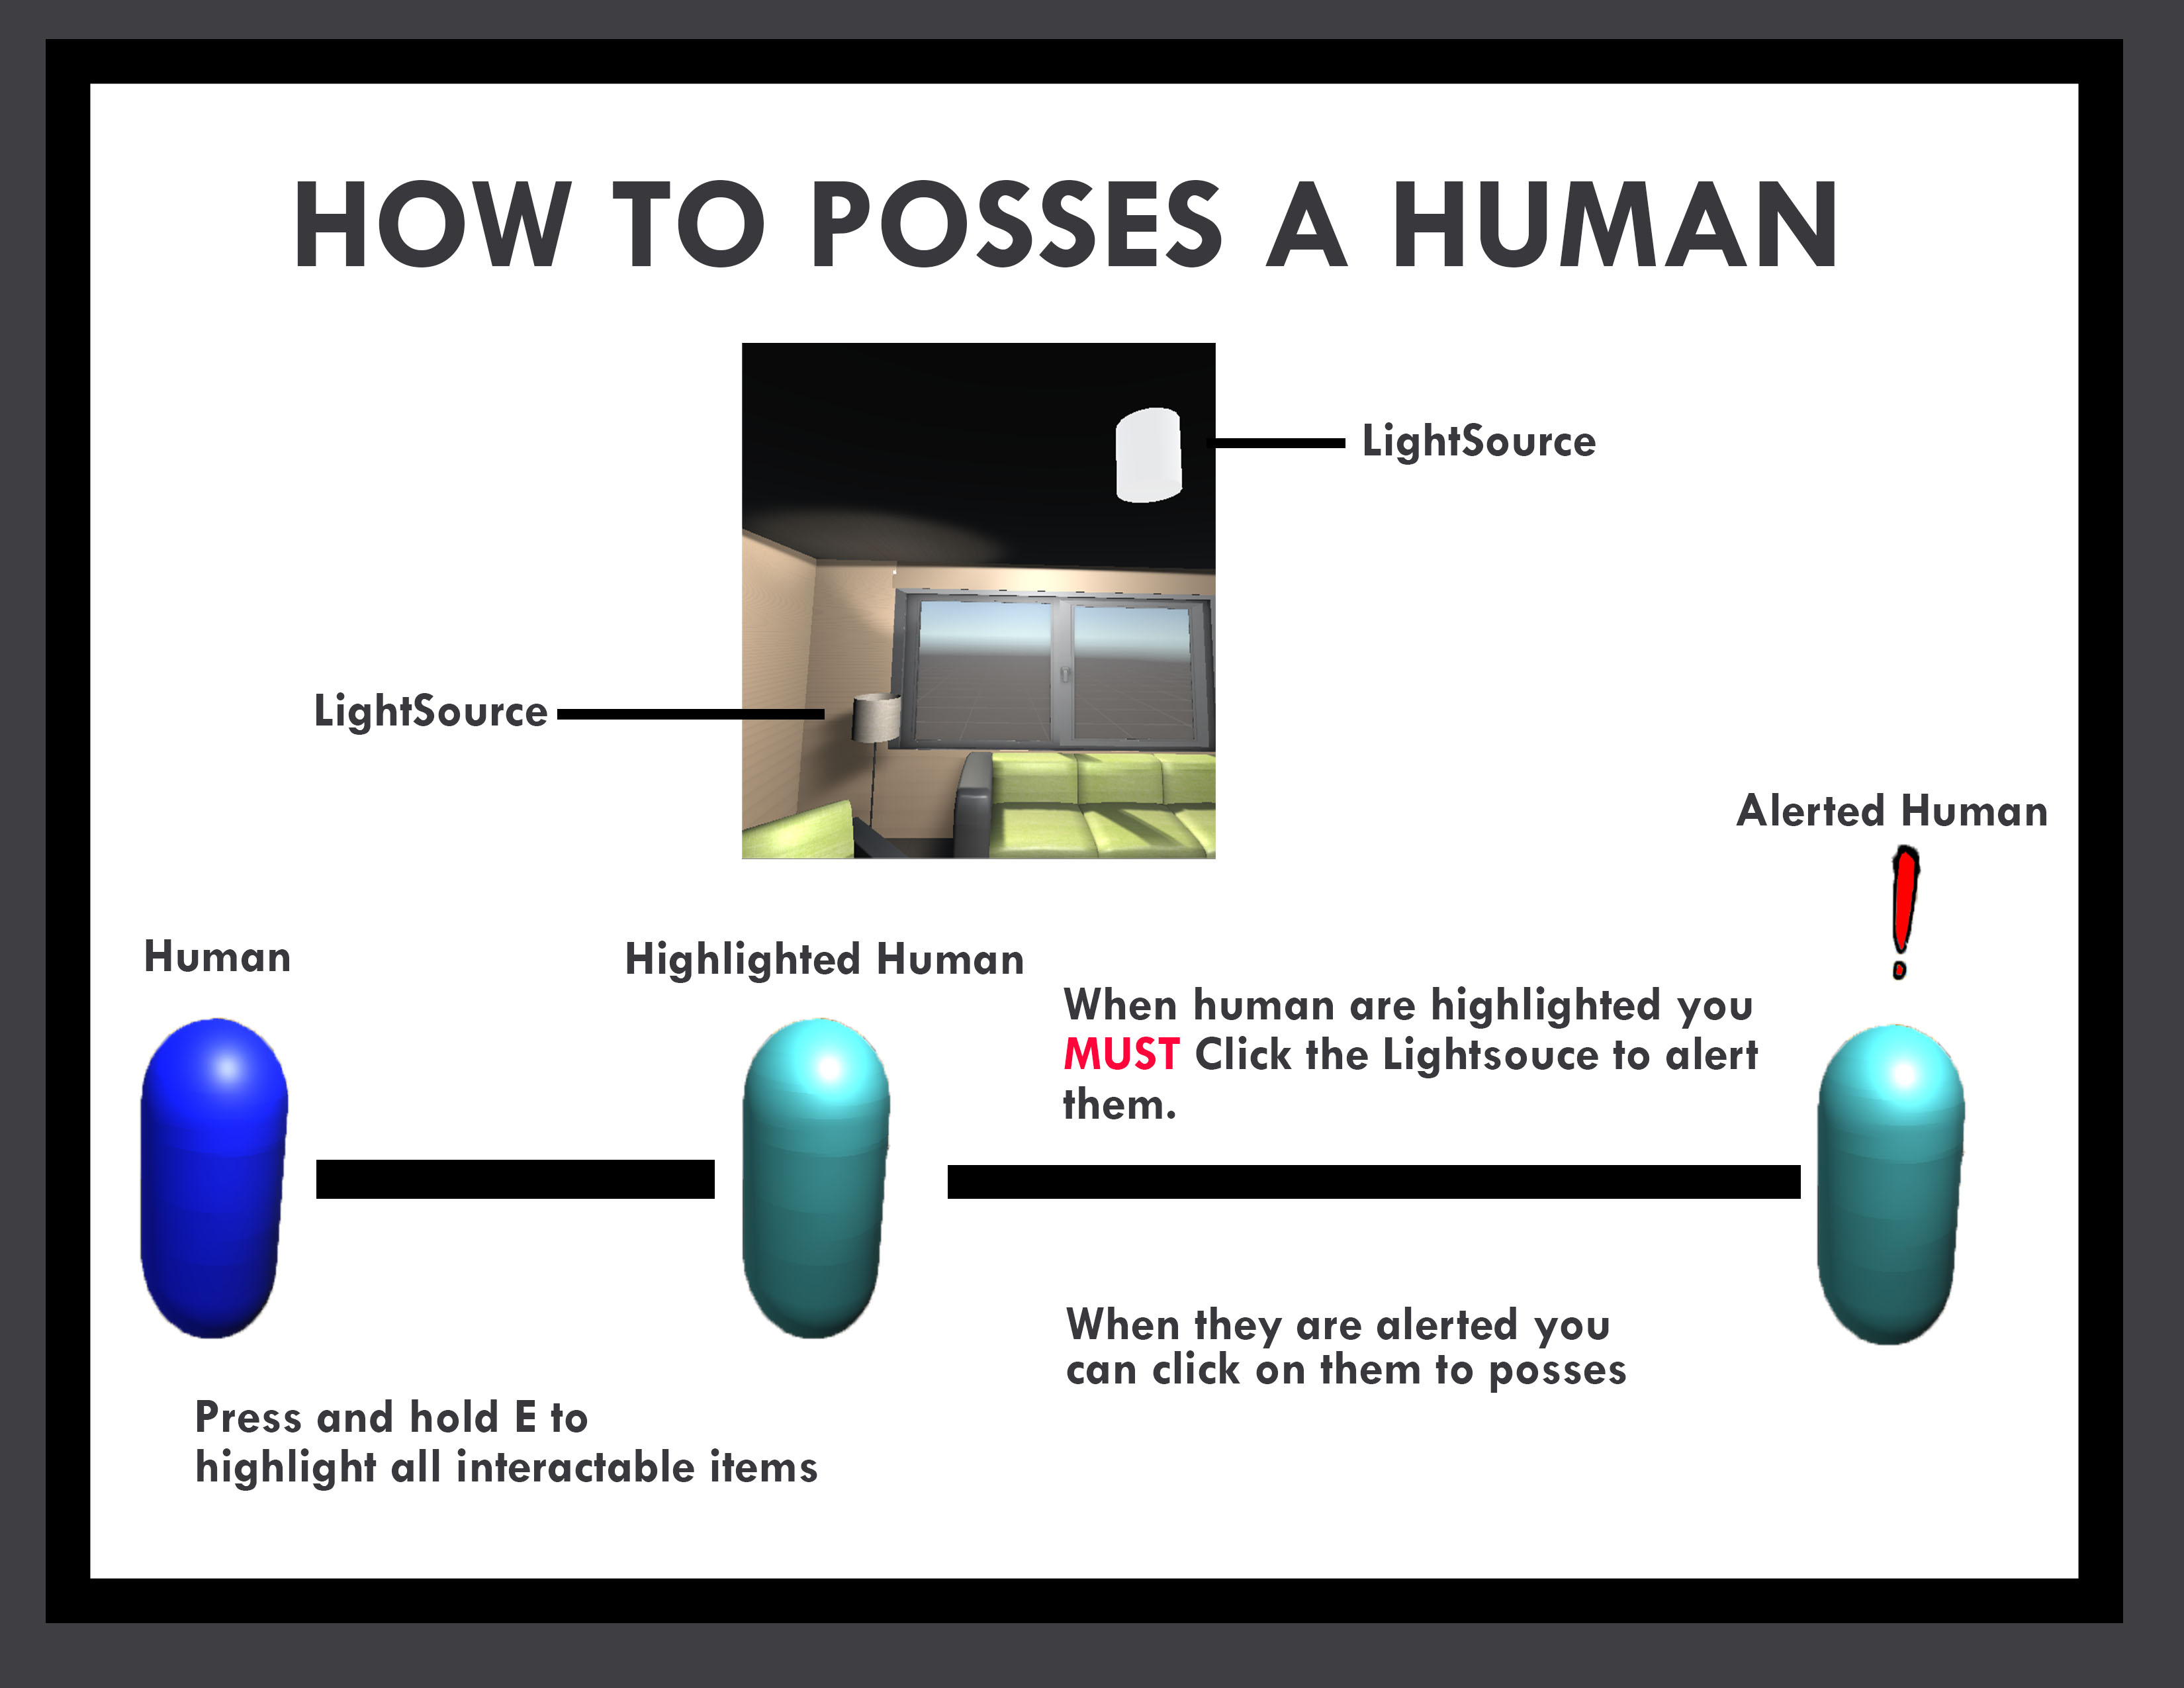 HOW TO POSSES A HUMAN
LightSource
LightSource
Alerted Human
Human
Highlighted Human
When human are highlighted you
MUST Click the Lightsouce to alert
them.
When they are alerted you
can click on them to posses
Press and hold E to
highlight all interactable items